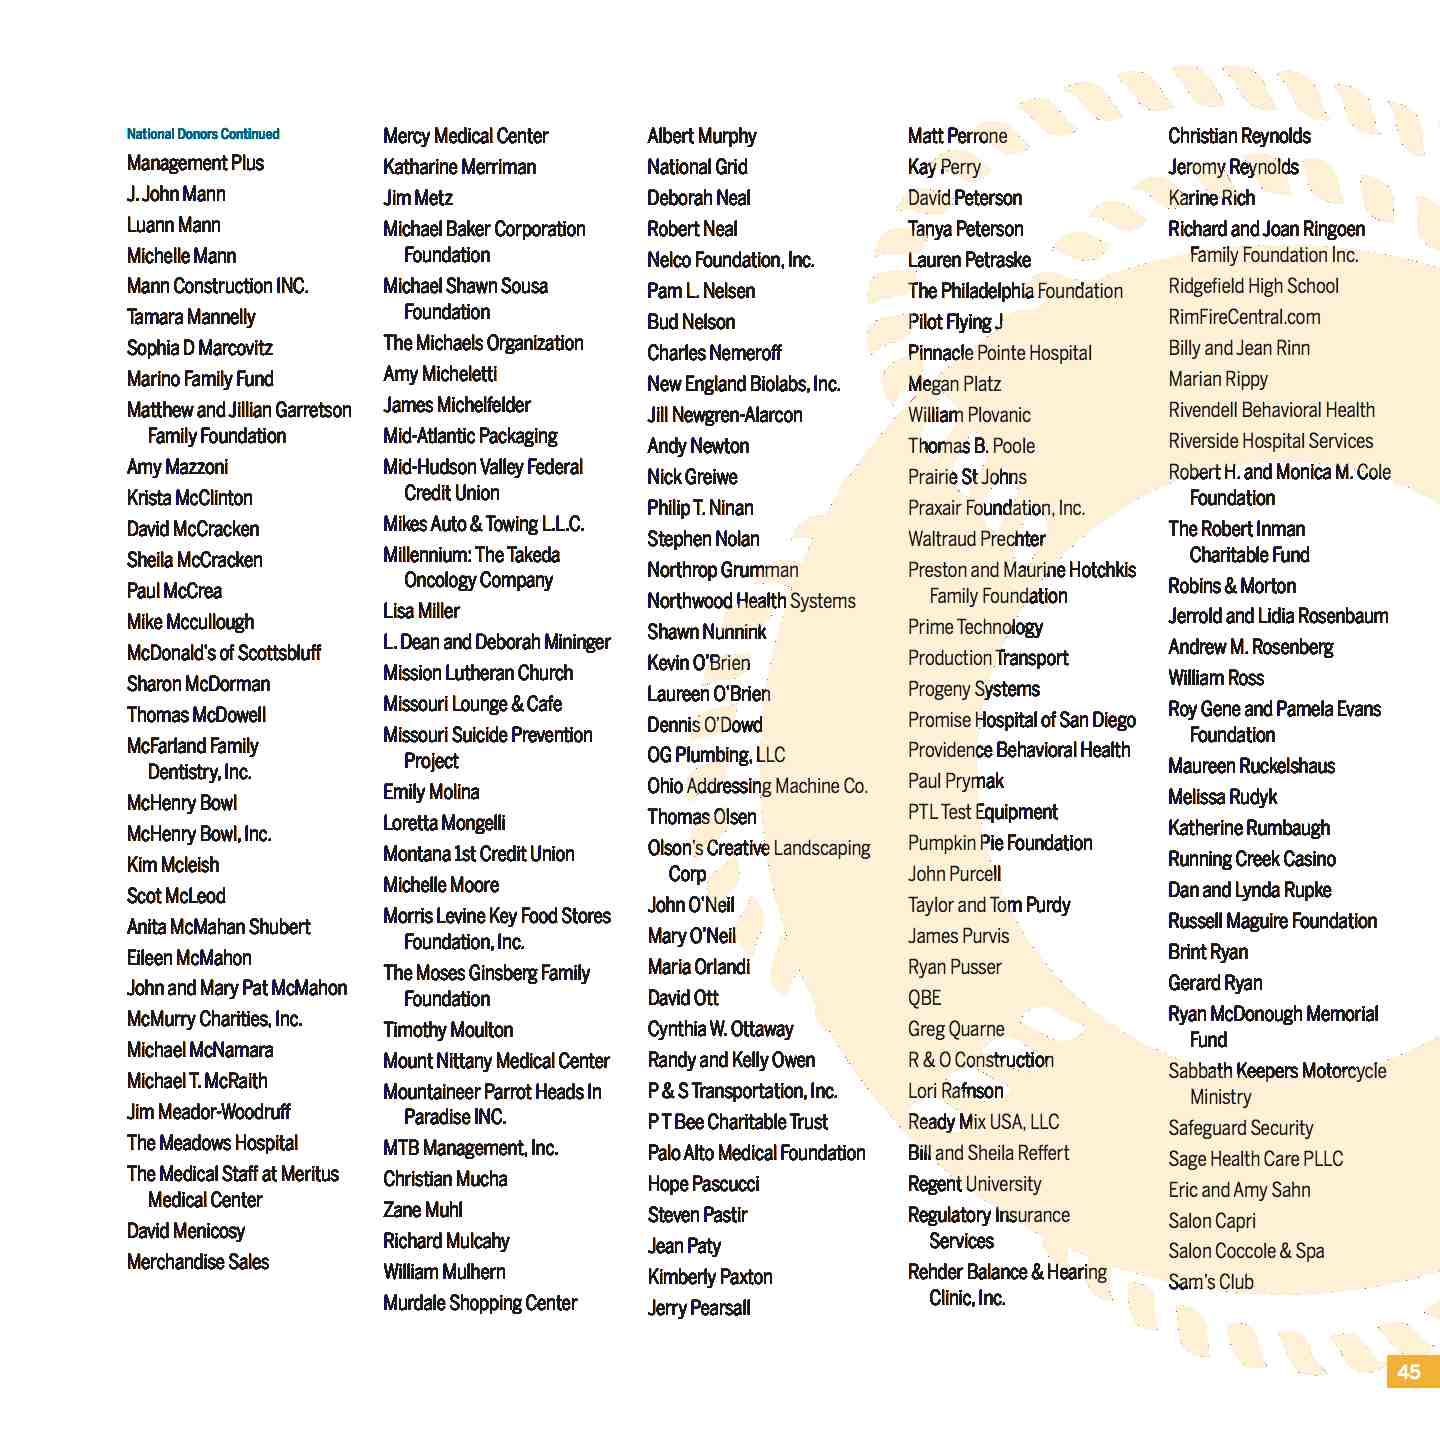 National Donors Continued
Management Plus
J. John Mann
Luann Mann
Michelle Mann
Mann Construction INC.
Tamara Mannelly
Sophia D Marcovitz
Marino Family Fund
Matthew and Jillian Garretson
Family Foundation
Amy Mazzoni
Krista McClinton
David McCracken
Sheila McCracken
Paul McCrea
Mike Mccullough
McDonald's of Scottsbluff
Sharon McDorman
Thomas McDowell
McFarland Family
Dentistry, Inc.
McHenry Bowl
McHenry Bowl, Inc.
Kim Mcleish
Scot McLeod
Anita McMahan Shubert
Eileen McMahon
John and Mary Pat McMahon
McMurry Charities, Inc.
Michael McNamara
Michael T. McRaith
Jim Meador-Woodruff
The Meadows Hospital
The Medical Staff at Meritus
Medical Center
David Menicosy
Merchandise Sales
Mercy Medical Center
Katharine Merriman
Jim Metz
Michael Baker Corporation
Foundation
Michael Shawn Sousa
Foundation
The Michaels Organization
Amy Micheletti
James Michelfelder
Mid-Atlantic Packaging
Mid-Hudson Valley Federal
Credit Union
Mikes Auto & Towing L.L.C.
Millennium: The Takeda
Oncology Company
Lisa Miller
L. Dean and Deborah Mininger
Mission Lutheran Church
Missouri Lounge & Cafe
Missouri Suicide Prevention
Project
Emily Molina
Loretta Mongelli
Montana 1st Credit Union
Michelle Moore
Morris Levine Key Food Stores
Foundation, Inc.
The Moses Ginsberg Family
Foundation
Timothy Moulton
Mount Nittany Medical Center
Mountaineer Parrot Heads In
Paradise INC.
MTB Management, Inc.
Christian Mucha
Zane Muhl
Richard Mulcahy
William Mulhern
Murdale Shopping Center
Albert Murphy
National Grid
Deborah Neal
Robert Neal
Nelco Foundation, Inc.
Pam L. Nelsen
Bud Nelson
Charles Nemeroff
New England Biolabs, Inc.
Jill Newgren-Alarcon
Andy Newton
Nick Greiwe
Philip T. Ninan
Stephen Nolan
Northrop Grumman
Northwood Health Systems
Shawn Nunnink
Kevin O'Brien
Laureen O'Brien
Dennis O'Dowd
OG Plumbing, LLC
Ohio Addressing Machine Co.
Thomas Olsen
Olson's Creative Landscaping
Corp
John O'Neil
Mary O'Neil
Maria Orlandi
David Ott
Cynthia W. Ottaway
Randy and Kelly Owen
P & S Transportation, Inc.
P T Bee Charitable Trust
Palo Alto Medical Foundation
Hope Pascucci
Steven Pastir
Jean Paty
Kimberly Paxton
Jerry Pearsall
Matt Perrone
Kay Perry
David Peterson
Tanya Peterson
Lauren Petraske
The Philadelphia Foundation
Pilot Flying J
Pinnacle Pointe Hospital
Megan Platz
William Plovanic
Thomas B. Poole
Prairie St Johns
Praxair Foundation, Inc.
Waltraud Prechter
Preston and Maurine Hotchkis
Family Foundation
Prime Technology
Production Transport
Progeny Systems
Promise Hospital of San Diego
Providence Behavioral Health
Paul Prymak
PTL Test Equipment
Pumpkin Pie Foundation
John Purcell
Taylor and Tom Purdy
James Purvis
Ryan Pusser
QBE
Greg Quarne
R & O Construction
Lori Rafnson
Ready Mix USA, LLC
Bill and Sheila Reffert
Regent University
Regulatory Insurance
Services
Rehder Balance & Hearing
Clinic, Inc.
Christian Reynolds
Jeromy Reynolds
Karine Rich
Richard and Joan Ringoen
Family Foundation Inc.
Ridgefield High School
RimFireCentral.com
Billy and Jean Rinn
Marian Rippy
Rivendell Behavioral Health
Riverside Hospital Services
Robert H. and Monica M. Cole
Foundation
The Robert Inman
Charitable Fund
Robins & Morton
Jerrold and Lidia Rosenbaum
Andrew M. Rosenberg
William Ross
Roy Gene and Pamela Evans
Foundation
Maureen Ruckelshaus
Melissa Rudyk
Katherine Rumbaugh
Running Creek Casino
Dan and Lynda Rupke
Russell Maguire Foundation
Brint Ryan
Gerard Ryan
Ryan McDonough Memorial
Fund
Sabbath Keepers Motorcycle
Ministry
Safeguard Security
Sage Health Care PLLC
Eric and Amy Sahn
Salon Capri
Salon Coccole & Spa
Sam's Club
45